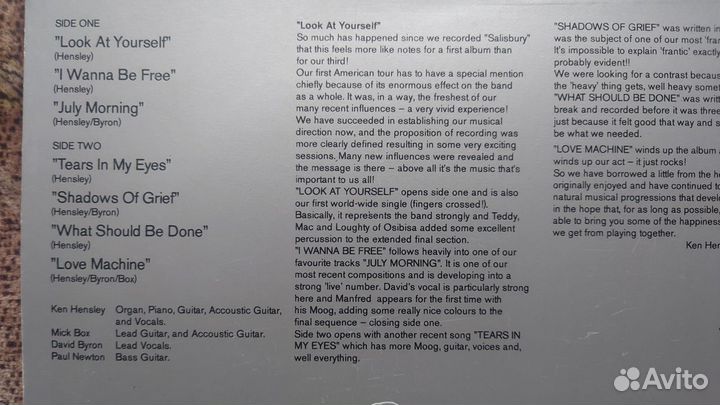 SIDE ONE
"Look At Yourself"
(Hensley)
"I Wanna Be Free"
(Hensley)
"July Morning"
(Hensley/Byron)
SIDE TWO
"Tears In My Eyes"
(Hensley)
"Shadows Of Grief"
(Hensley/Byron)
"What Should Be Done"
(Hensley)
"Love Machine"
(Hensley/Byron/Box)
Ken Hensley Organ, Piano, Guitar, Accoustic Guitar,
and Vocals.
Mick Box Lead Guitar, and Accoustic Guitar.
David Byron Lead Vocals.
Paul Newton Bass Guitar.
"Look At Yourself"
So much has happened since we recorded "Salisbury"
that this feels more like notes for a first album than
for our third!
Our first American tour has to have a special mention
chiefly because of its enormous effect on the band
as a whole. It was, in a way, the freshest of our
many recent influences – a very vivid experience!
We have succeeded in establishing our musical
direction now, and the proposition of recording was
more clearly defined resulting in some very exciting
sessions. Many new influences were revealed and
the message is there – above all it's the music that's
important to us all!
"LOOK AT YOURSELF" opens side one and is also
our first world-wide single (fingers crossed!).
Basically, it represents the band strongly and Teddy,
Mac and Loughty of Osibisa added some excellent
percussion to the extended final section.
"I WANNA BE FREE" follows heavily into one of our
favourite tracks "JULY MORNING". It is one of our
most recent compositions and is developing into a
strong 'live' number. David's vocal is particularly strong
here and Manfred appears for the first time with
his Moog, adding some really nice colours to the
final sequence – closing side one.
Side two opens with another recent song "TEARS IN
MY EYES" which has more Moog, guitar, voices and,
well everything.
"SHADOWS OF GRIEF" was written in
was the subject of one of our most 'fran
It's impossible to explain 'frantic' exactly
probably evident!!
We were looking for a contrast because
the 'heavy' thing gets, well heavy somet
"WHAT SHOULD BE DONE" was writ
break and recorded before it was three
just because it felt good that way and s
be what we needed.
"LOVE MACHINE" winds up the album a
winds up our act – it just rocks!
So we have borrowed a little from the h
originally enjoyed and have continued to
natural musical progressions that devel
in the hope that, for as long as possible,
able to bring you some of the happiness
we get from playing together.
Ken Hens
Avito